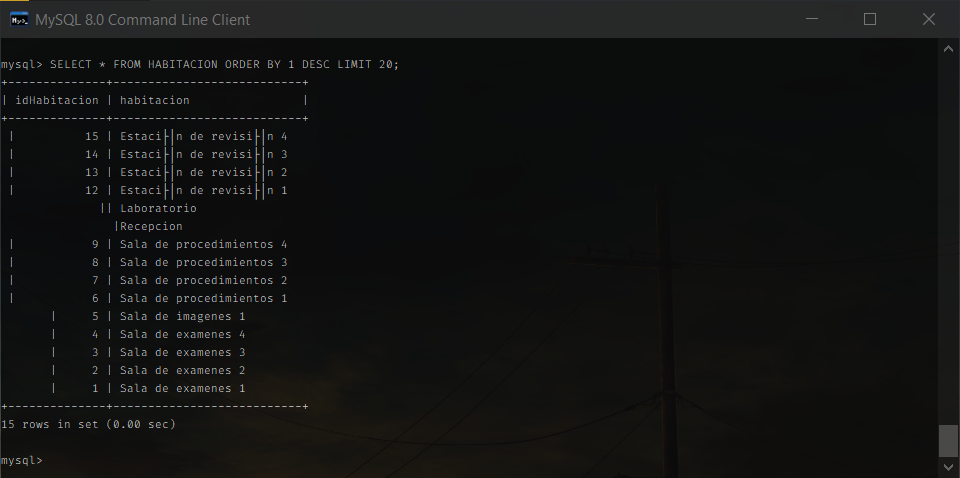 MySQL 8.0 Command Line Client
mysql> SELECT * FROM HABITACION ORDER BY 1 DESC LIMIT 20;
+--------------+---------------------------+
| idHabitacion | habitacion                |
+--------------+---------------------------+
 |          15 | Estaci├│n de revisi├│n 4
 |          14 | Estaci├│n de revisi├│n 3
 |          13 | Estaci├│n de revisi├│n 2
 |          12 | Estaci├│n de revisi├│n 1
              || Laboratorio
                |Recepcion
 |           9 | Sala de procedimientos 4
 |           8 | Sala de procedimientos 3
 |           7 | Sala de procedimientos 2
 |           6 | Sala de procedimientos 1
       |     5 | Sala de imagenes 1
       |     4 | Sala de examenes 4
       |     3 | Sala de examenes 3
       |     2 | Sala de examenes 2
       |     1 | Sala de examenes 1
+--------------+---------------------------+
15 rows in set (0.00 sec)
mysql>